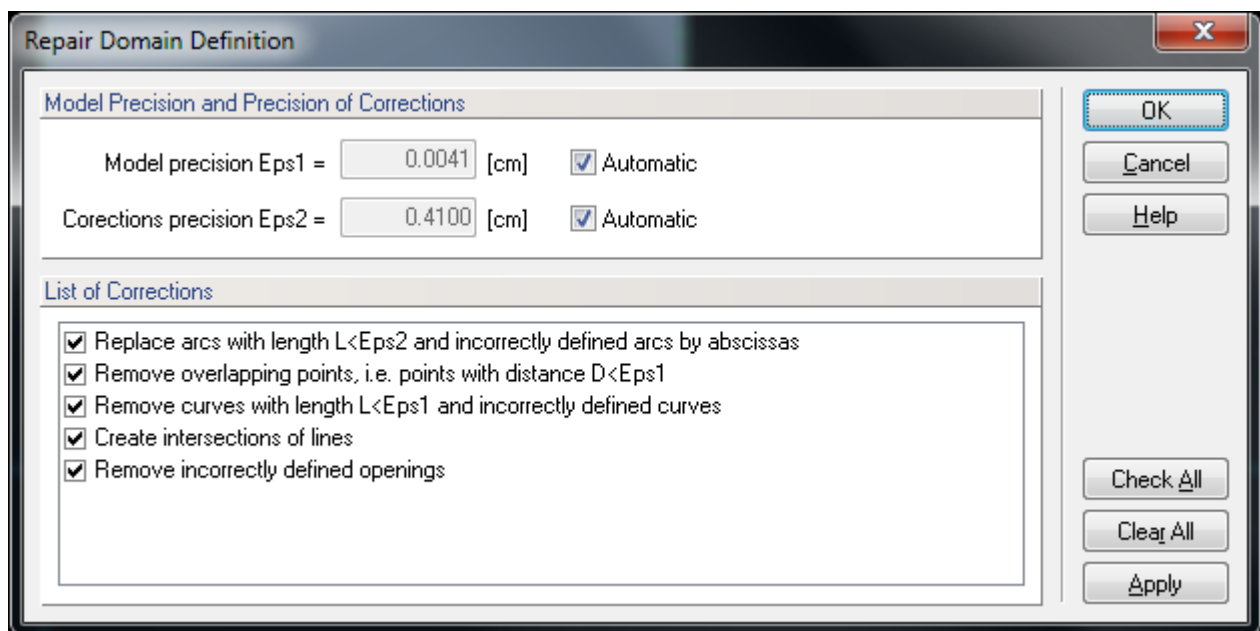 Repair Domain Definition
Model Precision and Precision of Corrections
Model precision Eps1 = 0.0041 [cm] Automatic
Corections precision Eps2 = 0.4100 [cm] Automatic
List of Corrections
Replace arcs with length L<Eps2 and incorrectly defined arcs by abscissas
Remove overlapping points, i.e. points with distance D<Eps1
Remove curves with length L<Eps1 and incorrectly defined curves
Create intersections of lines
Remove incorrectly defined openings
OK
Cancel
Help
Check All
Clear All
Apply